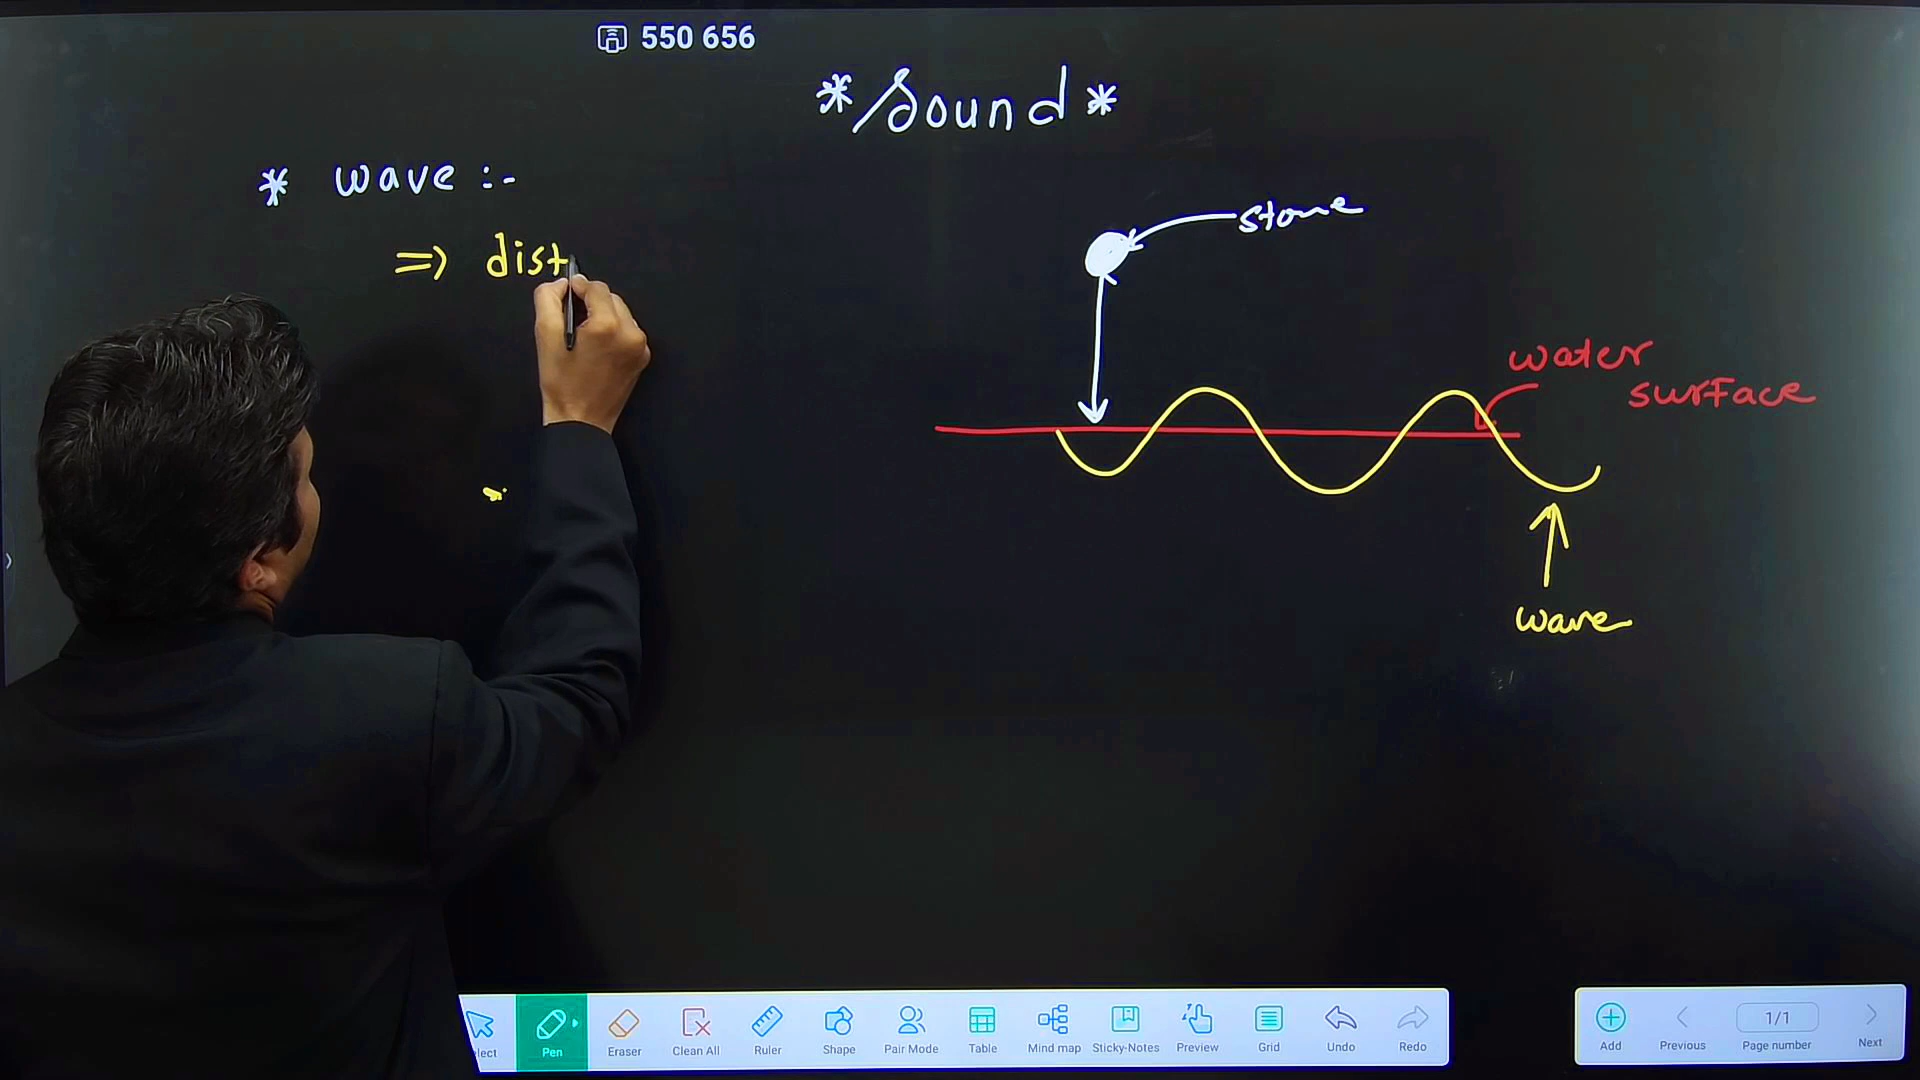 550 656
* Sound *
* wave :-
=> dist
stone
water
surface
wave
lect
Pen
Eraser
Clean All
Ruler
Shape
Pair Mode
Table
Mind map
Sticky-Notes
Preview
Grid
Undo
Redo
Add
Previous
1/1
Page number
Next